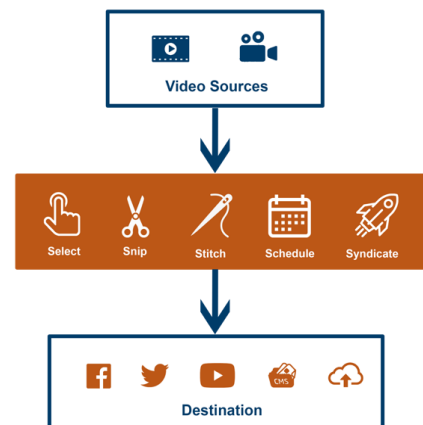 Video Sources
Select Snip Stitch Schedule Syndicate
CMS
Destination